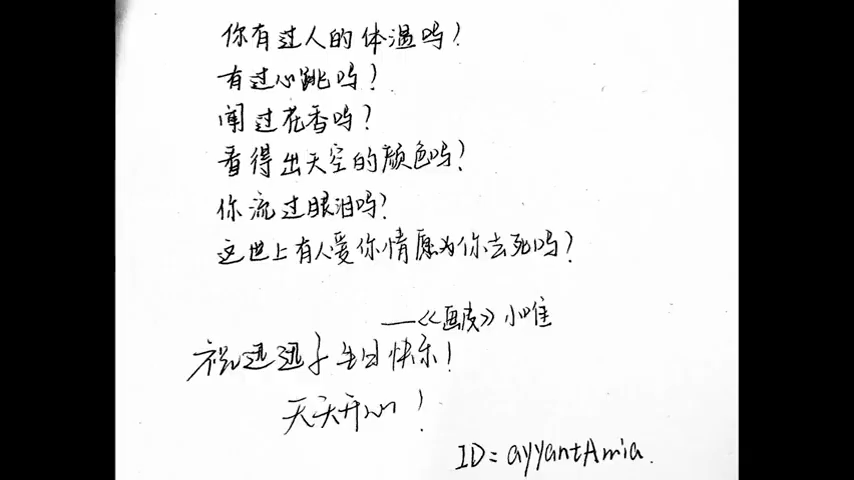 你有过人的体温吗?
有过心跳吗?
闻过花香吗?
看得出天空的颜色吗?
你流过眼泪吗?
这世上有人爱你情愿为你去死吗?
——《画皮》小唯
祝迅迅子生日快乐!
天天开心!
ID=ayyantAmia.